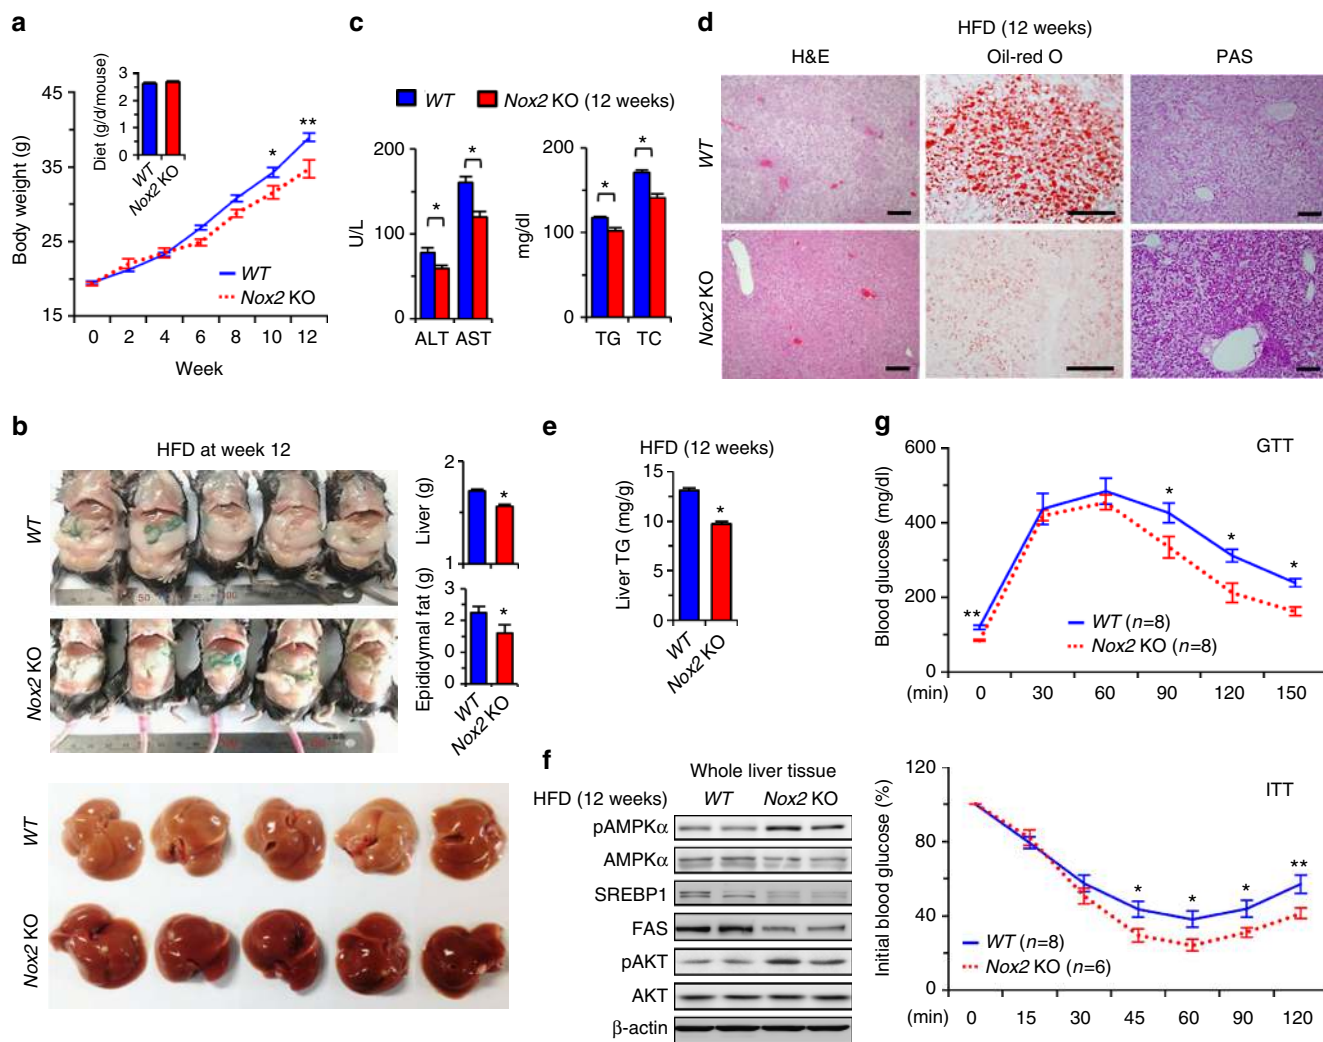 a
Diet (g/d/mouse)
3
2
1
0
WT
Nox2 KO
Body weight (g)
45
35
25
15
*
**
WT
Nox2 KO
0 2 4 6 8 10 12
Week
c
WT Nox2 KO (12 weeks)
U/L
200
100
0
*
*
ALT AST
mg/dl
200
100
0
*
*
TG TC
d
HFD (12 weeks)
H&E Oil-red O PAS
WT
Nox2 KO
b
HFD at week 12
WT
Nox2 KO
Liver (g)
2
1
*
Epididymal fat (g)
3
2
1
0
0
*
WT
Nox2 KO
WT
Nox2 KO
e
HFD (12 weeks)
Liver TG (mg/g)
15
10
5
0
*
WT
Nox2 KO
f
Whole liver tissue
HFD (12 weeks) WT Nox2 KO
pAMPKα
AMPKα
SREBP1
FAS
pAKT
AKT
β-actin
g
GTT
Blood glucose (mg/dl)
600
400
200
0
**
*
*
*
WT (n=8)
Nox2 KO (n=8)
(min) 0 30 60 90 120 150
ITT
Initial blood glucose (%)
120
80
40
0
*
*
*
**
WT (n=8)
Nox2 KO (n=6)
(min) 0 15 30 45 60 90 120